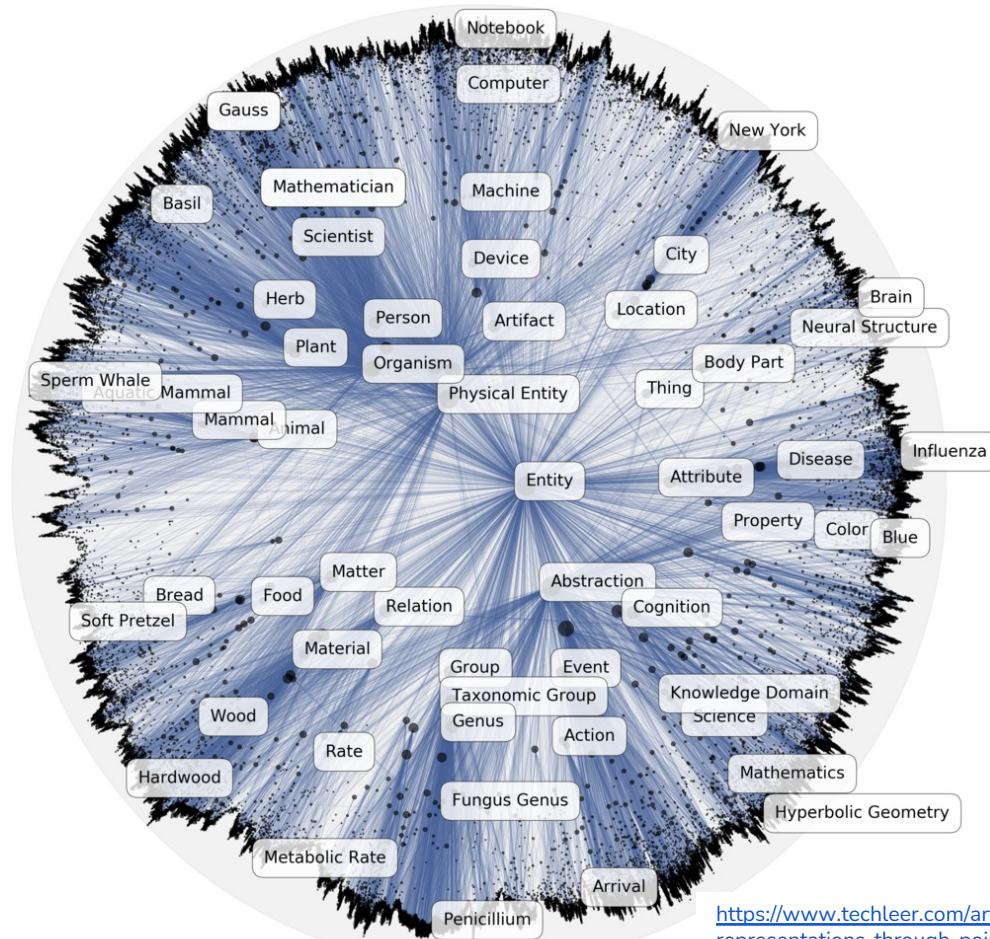 Notebook
Computer
Gauss
New York
Mathematician
Machine
Basil
Scientist
City
Device
Herb
Brain
Location
Person
Artifact
Neural Structure
Plant
Organism
Body Part
Sperm Whale
Thing
Aquatic Mammal
Physical Entity
Mammal
Animal
Influenza
Disease
Attribute
Entity
Property
Color
Blue
Matter
Abstraction
Bread
Food
Relation
Cognition
Soft Pretzel
Material
Group
Event
Taxonomic Group
Knowledge Domain
Wood
Genus
Science
Action
Rate
Hardwood
Mathematics
Fungus Genus
Hyperbolic Geometry
Metabolic Rate
Arrival
Penicillium
https://www.techleer.com/ar